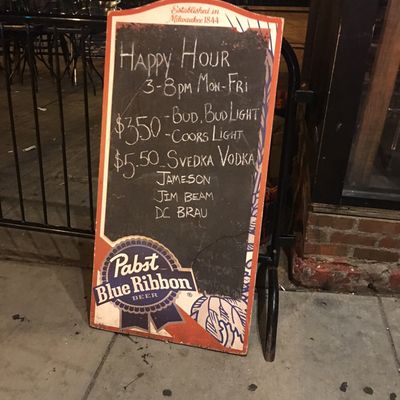 Established in
Milwaukee 1844
HAPPY HOUR
3-8pm MON-FRI
$3.50 - BUD, BUD LIGHT
- COORS LIGHT
$5.50 - SVEDKA VODKA
JAMESON
JIM BEAM
DC BRAU
Pabst
Blue Ribbon
BEER